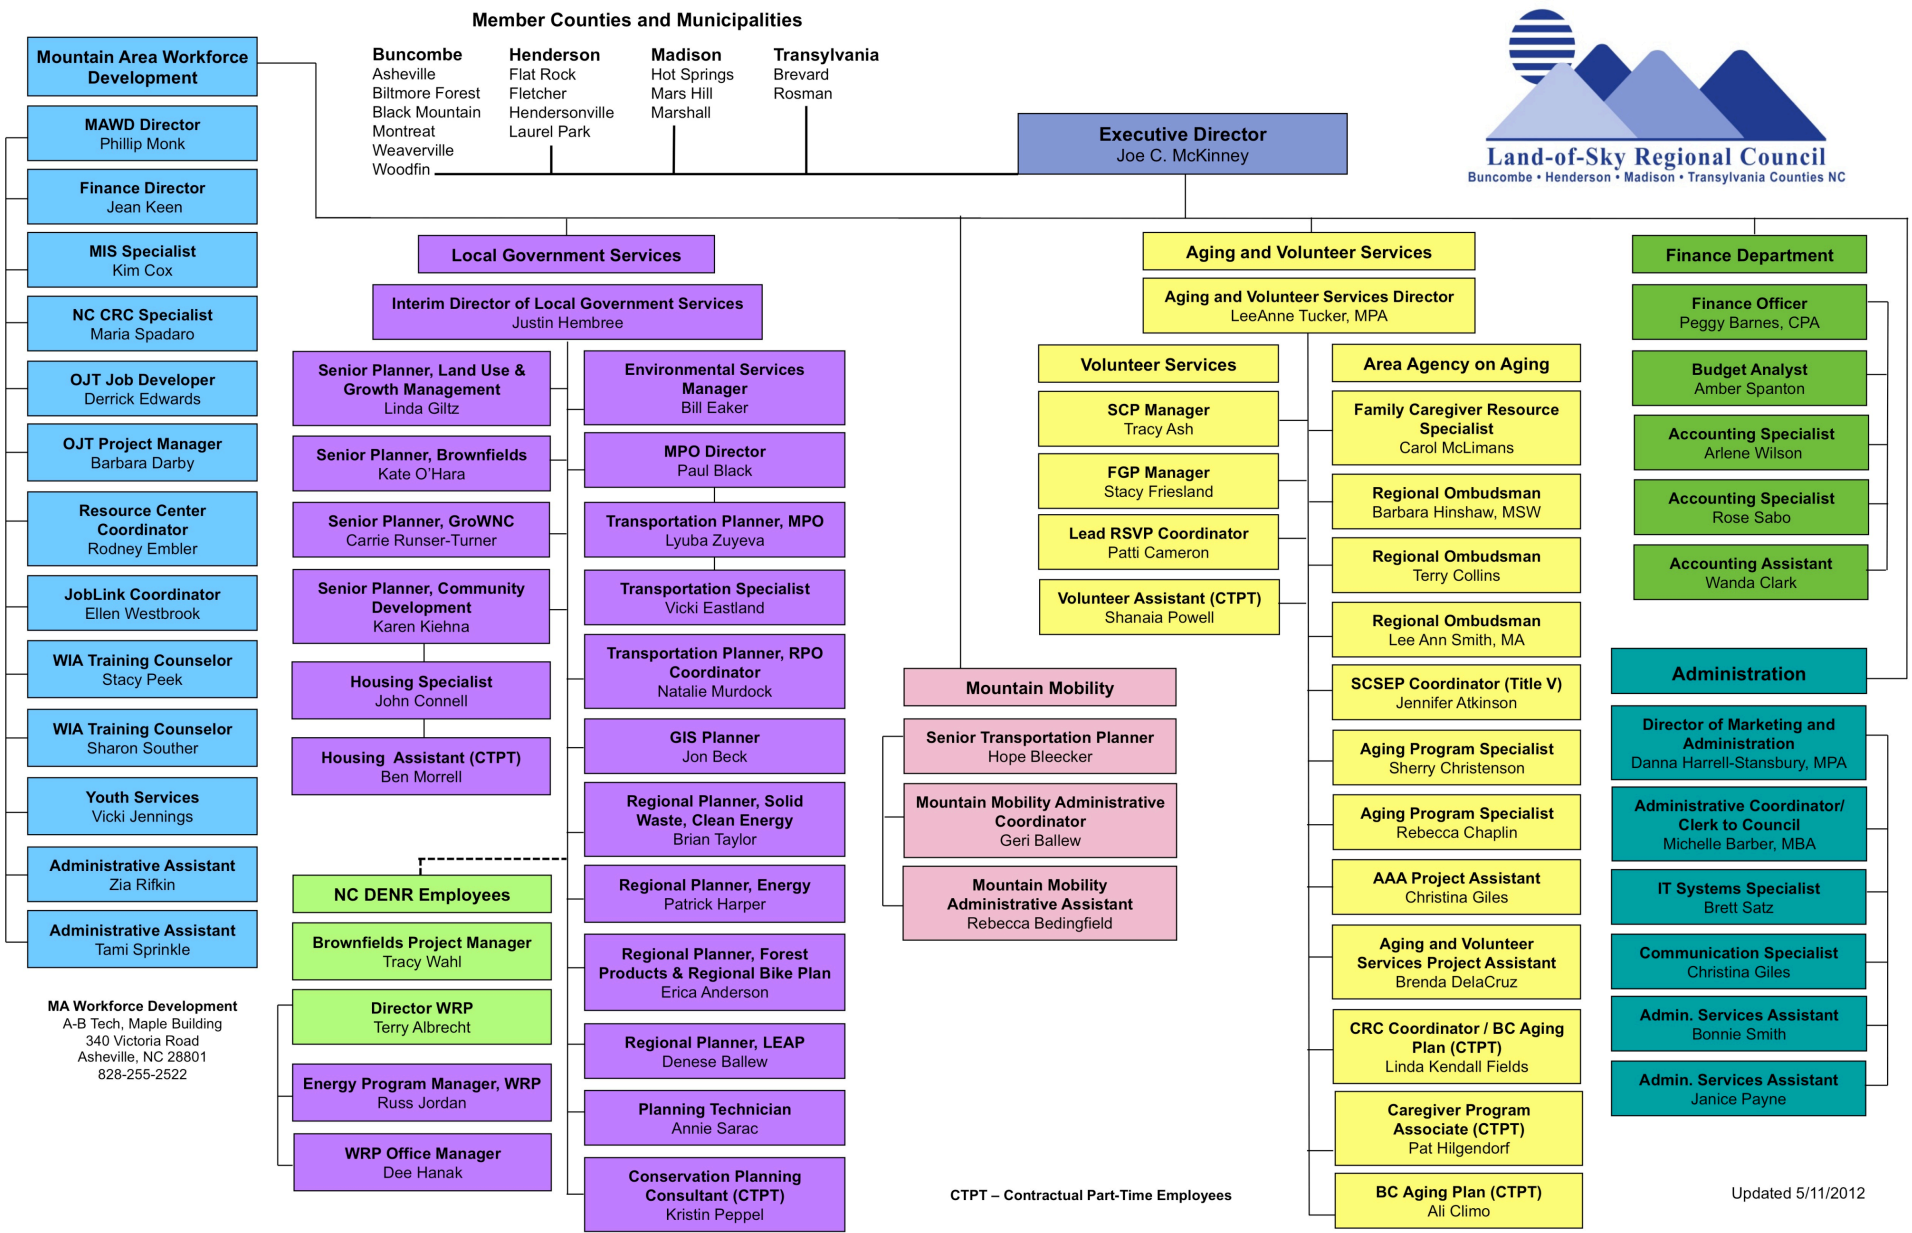 Member Counties and Municipalities
Buncombe
Asheville
Biltmore Forest
Black Mountain
Montreat
Weaverville
Woodfin
Henderson
Flat Rock
Fletcher
Hendersonville
Laurel Park
Madison
Hot Springs
Mars Hill
Marshall
Transylvania
Brevard
Rosman
Executive Director
Joe C. McKinney
Land-of-Sky Regional Council
Buncombe • Henderson • Madison • Transylvania Counties NC
Mountain Area Workforce
Development
MAWD Director
Phillip Monk
Finance Director
Jean Keen
MIS Specialist
Kim Cox
NC CRC Specialist
Maria Spadaro
OJT Job Developer
Derrick Edwards
OJT Project Manager
Barbara Darby
Resource Center
Coordinator
Rodney Embler
JobLink Coordinator
Ellen Westbrook
WIA Training Counselor
Stacy Peek
WIA Training Counselor
Sharon Souther
Youth Services
Vicki Jennings
Administrative Assistant
Zia Rifkin
Administrative Assistant
Tami Sprinkle
MA Workforce Development
A-B Tech, Maple Building
340 Victoria Road
Asheville, NC 28801
828-255-2522
Local Government Services
Interim Director of Local Government Services
Justin Hembree
Senior Planner, Land Use &
Growth Management
Linda Giltz
Senior Planner, Brownfields
Kate O'Hara
Senior Planner, GroWNC
Carrie Runser-Turner
Senior Planner, Community
Development
Karen Kiehna
Housing Specialist
John Connell
Housing Assistant (CTPT)
Ben Morrell
NC DENR Employees
Brownfields Project Manager
Tracy Wahl
Director WRP
Terry Albrecht
Energy Program Manager, WRP
Russ Jordan
WRP Office Manager
Dee Hanak
Environmental Services
Manager
Bill Eaker
MPO Director
Paul Black
Transportation Planner, MPO
Lyuba Zuyeva
Transportation Specialist
Vicki Eastland
Transportation Planner, RPO
Coordinator
Natalie Murdock
GIS Planner
Jon Beck
Regional Planner, Solid
Waste, Clean Energy
Brian Taylor
Regional Planner, Energy
Patrick Harper
Regional Planner, Forest
Products & Regional Bike Plan
Erica Anderson
Regional Planner, LEAP
Denese Ballew
Planning Technician
Annie Sarac
Conservation Planning
Consultant (CTPT)
Kristin Peppel
Mountain Mobility
Senior Transportation Planner
Hope Bleecker
Mountain Mobility Administrative
Coordinator
Geri Ballew
Mountain Mobility
Administrative Assistant
Rebecca Bedingfield
Aging and Volunteer Services
Aging and Volunteer Services Director
LeeAnne Tucker, MPA
Volunteer Services
SCP Manager
Tracy Ash
FGP Manager
Stacy Friesland
Lead RSVP Coordinator
Patti Cameron
Volunteer Assistant (CTPT)
Shanaia Powell
Area Agency on Aging
Family Caregiver Resource
Specialist
Carol McLimans
Regional Ombudsman
Barbara Hinshaw, MSW
Regional Ombudsman
Terry Collins
Regional Ombudsman
Lee Ann Smith, MA
SCSEP Coordinator (Title V)
Jennifer Atkinson
Aging Program Specialist
Sherry Christenson
Aging Program Specialist
Rebecca Chaplin
AAA Project Assistant
Christina Giles
Aging and Volunteer
Services Project Assistant
Brenda DelaCruz
CRC Coordinator / BC Aging
Plan (CTPT)
Linda Kendall Fields
Caregiver Program
Associate (CTPT)
Pat Hilgendorf
BC Aging Plan (CTPT)
Ali Climo
Finance Department
Finance Officer
Peggy Barnes, CPA
Budget Analyst
Amber Spanton
Accounting Specialist
Arlene Wilson
Accounting Specialist
Rose Sabo
Accounting Assistant
Wanda Clark
Administration
Director of Marketing and
Administration
Danna Harrell-Stansbury, MPA
Administrative Coordinator/
Clerk to Council
Michelle Barber, MBA
IT Systems Specialist
Brett Satz
Communication Specialist
Christina Giles
Admin. Services Assistant
Bonnie Smith
Admin. Services Assistant
Janice Payne
CTPT – Contractual Part-Time Employees
Updated 5/11/2012